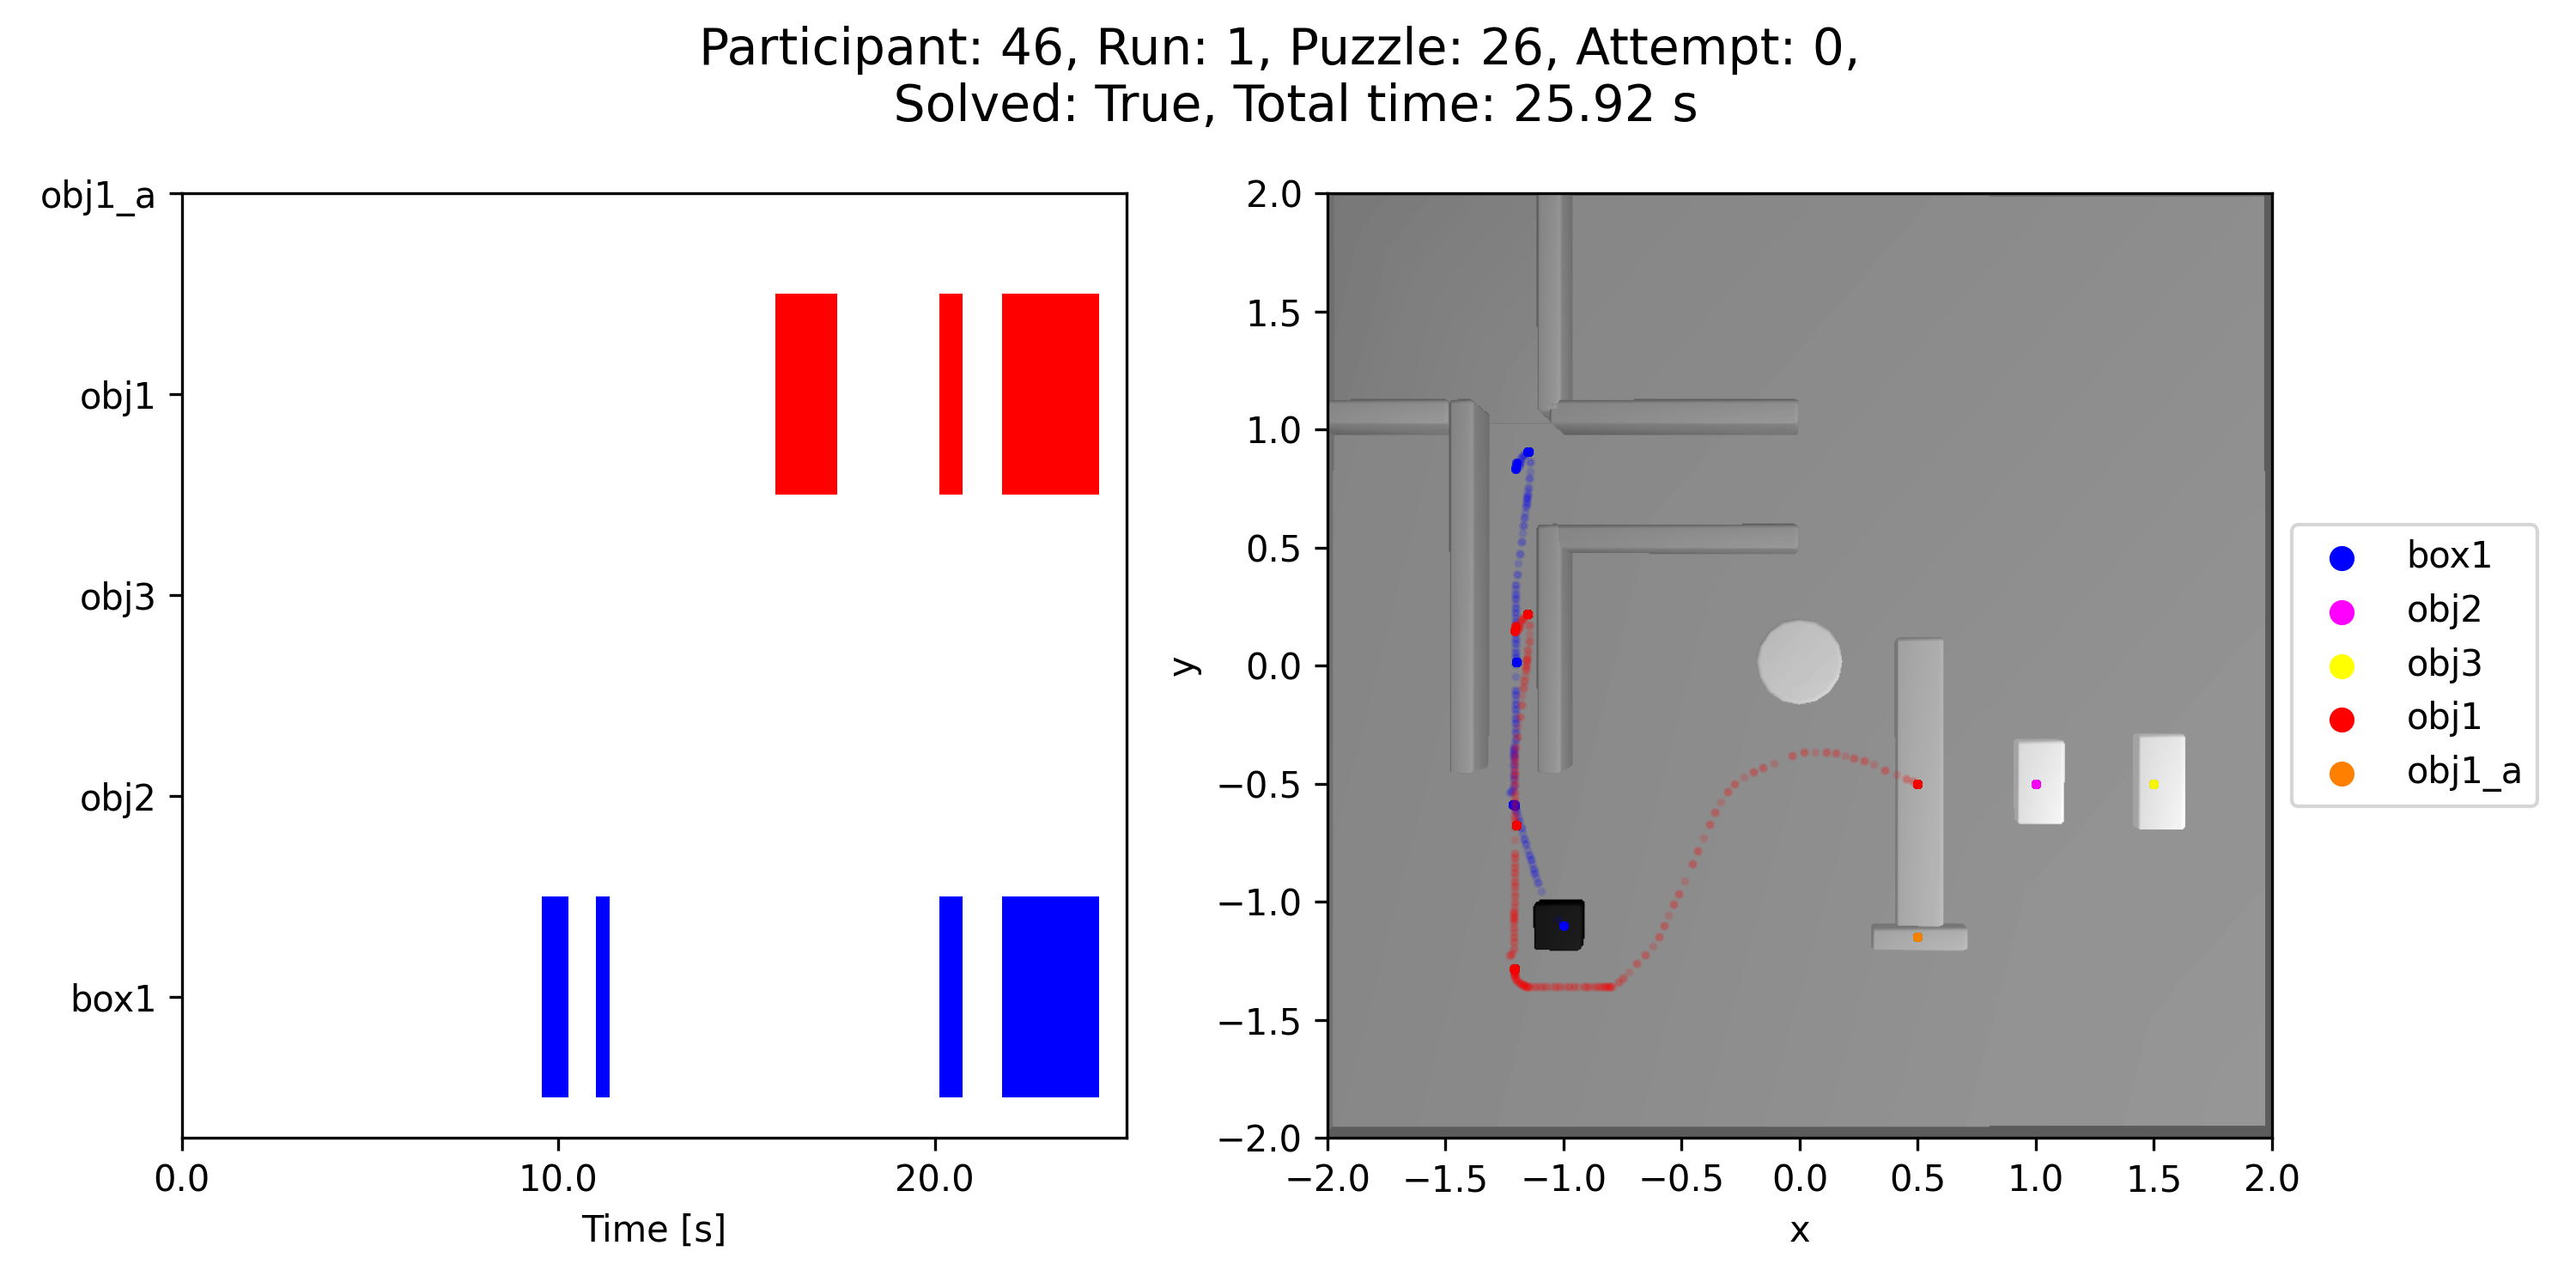 Participant: 46, Run: 1, Puzzle: 26, Attempt: 0,
Solved: True, Total time: 25.92 s
obj1_a
obj1
obj3
obj2
box1
0.0
10.0
20.0
Time [s]
2.0
1.5
1.0
0.5
0.0
−0.5
−1.0
−1.5
−2.0
y
−2.0
−1.5
−1.0
−0.5
0.0
0.5
1.0
1.5
2.0
x
box1
obj2
obj3
obj1
obj1_a